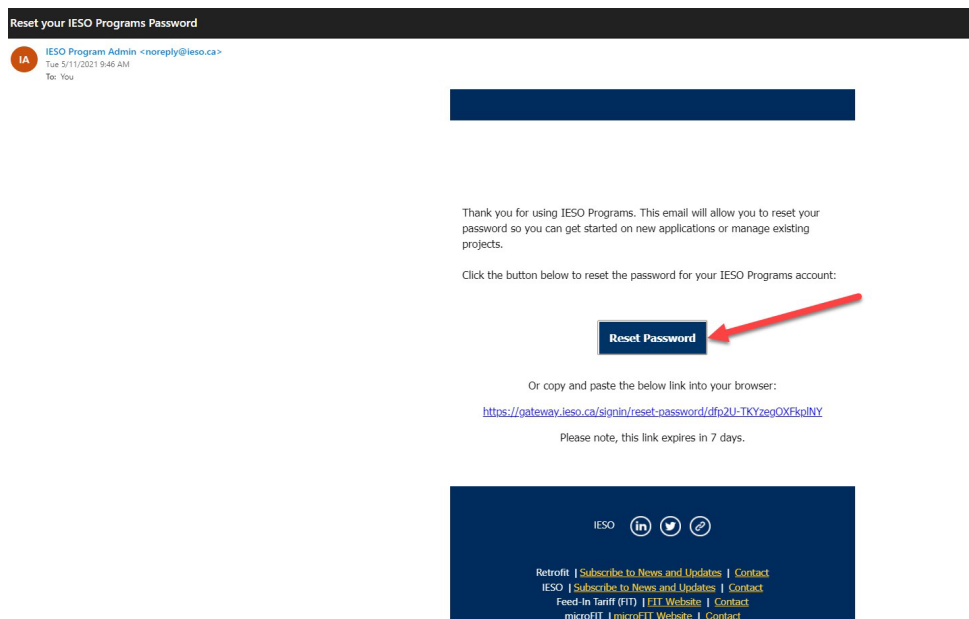 Reset your IESO Programs Password
IA
IESO Program Admin <noreply@ieso.ca>
Tue 5/11/2021 9:46 AM
To: You
Thank you for using IESO Programs. This email will allow you to reset your
password so you can get started on new applications or manage existing
projects.
Click the button below to reset the password for your IESO Programs account:
Reset Password
Or copy and paste the below link into your browser:
https://gateway.ieso.ca/signin/reset-password/dfp2U-TKYzegOXFkplNY
Please note, this link expires in 7 days.
IESO
in
Retrofit | Subscribe to News and Updates | Contact
IESO | Subscribe to News and Updates | Contact
Feed-In Tariff (FIT) | FIT Website | Contact
microFIT | microFIT Website | Contact